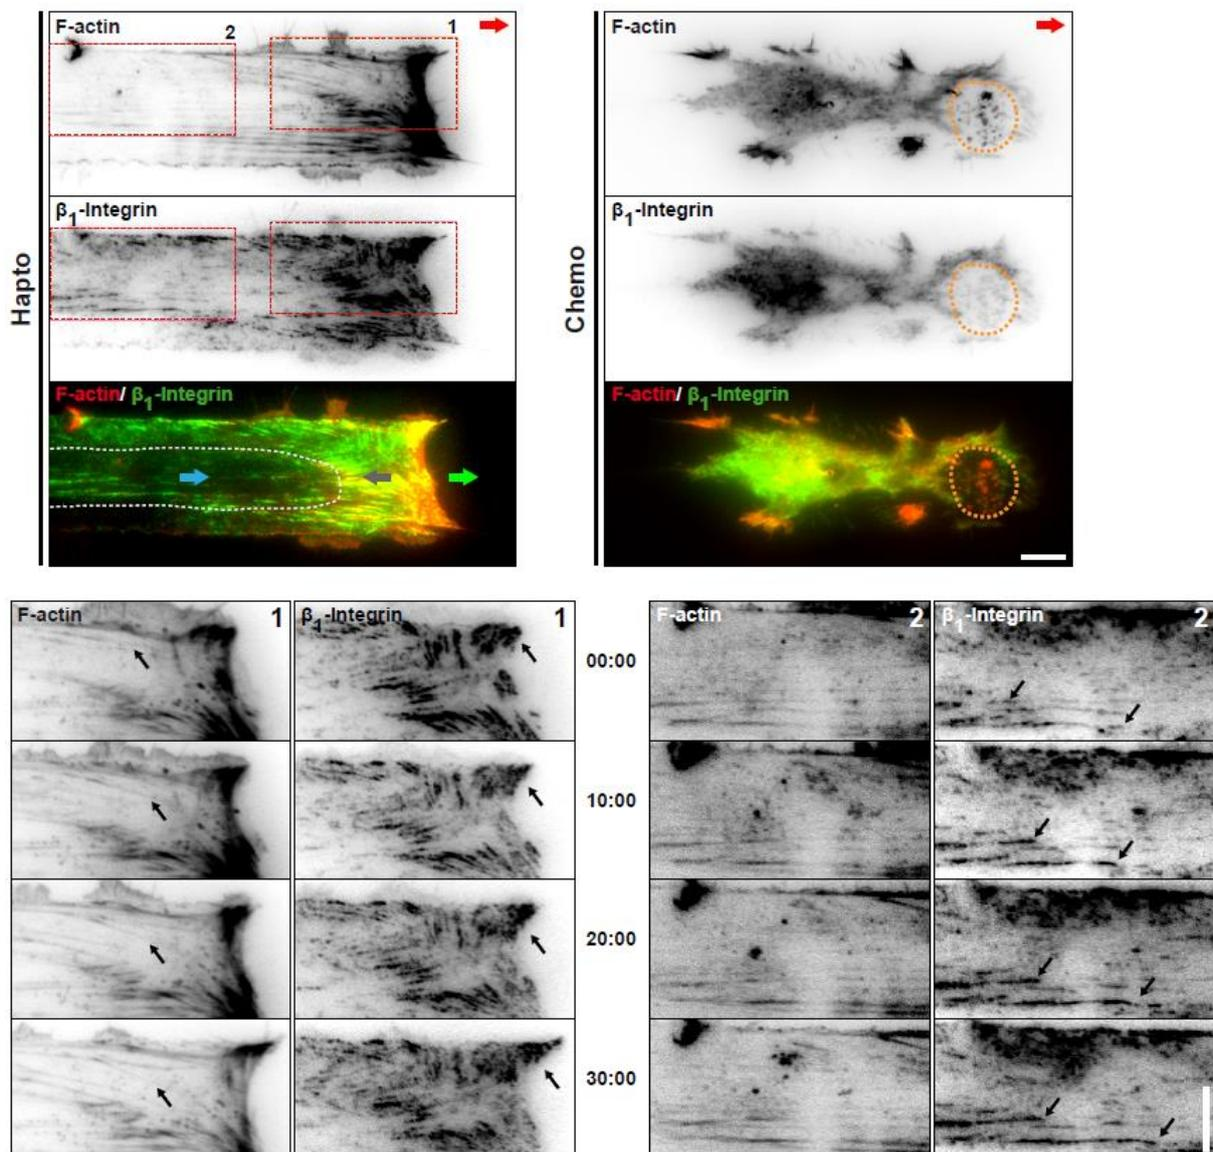 Hapto
F-actin
2
1
β1-Integrin
F-actin/ β1-Integrin
Chemo
F-actin
β1-Integrin
F-actin/ β1-Integrin
F-actin 1
β1-Integrin 1
F-actin 2
β1-Integrin 2
00:00
10:00
20:00
30:00